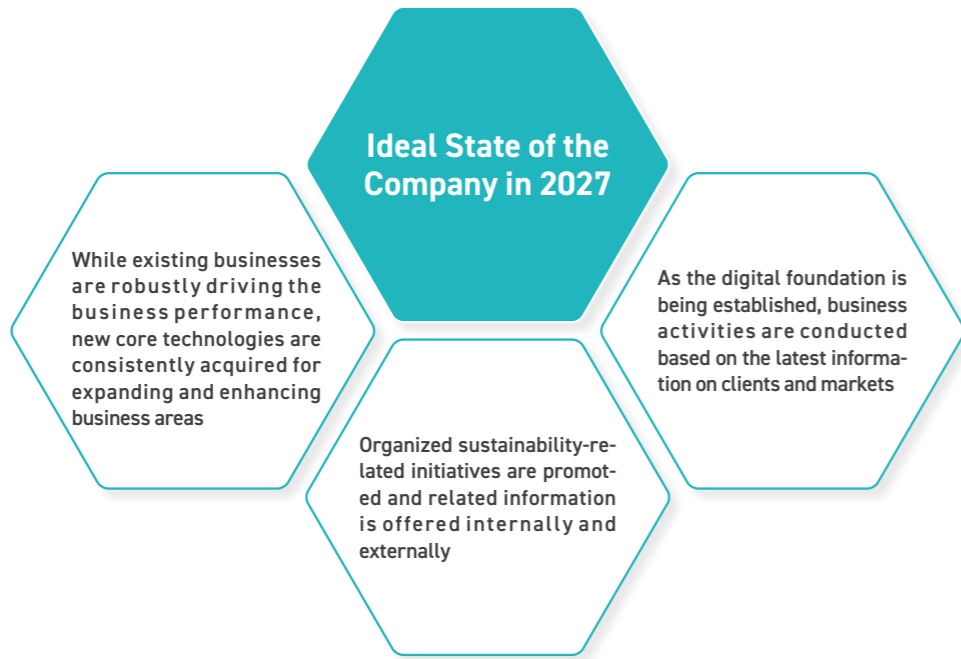 Ideal State of the
Company in 2027
While existing businesses
are robustly driving the
business performance,
new core technologies are
consistently acquired for
expanding and enhancing
business areas
Organized sustainability-re-
lated initiatives are promot-
ed and related information
is offered internally and
externally
As the digital foundation is
being established, business
activities are conducted
based on the latest informa-
tion on clients and markets